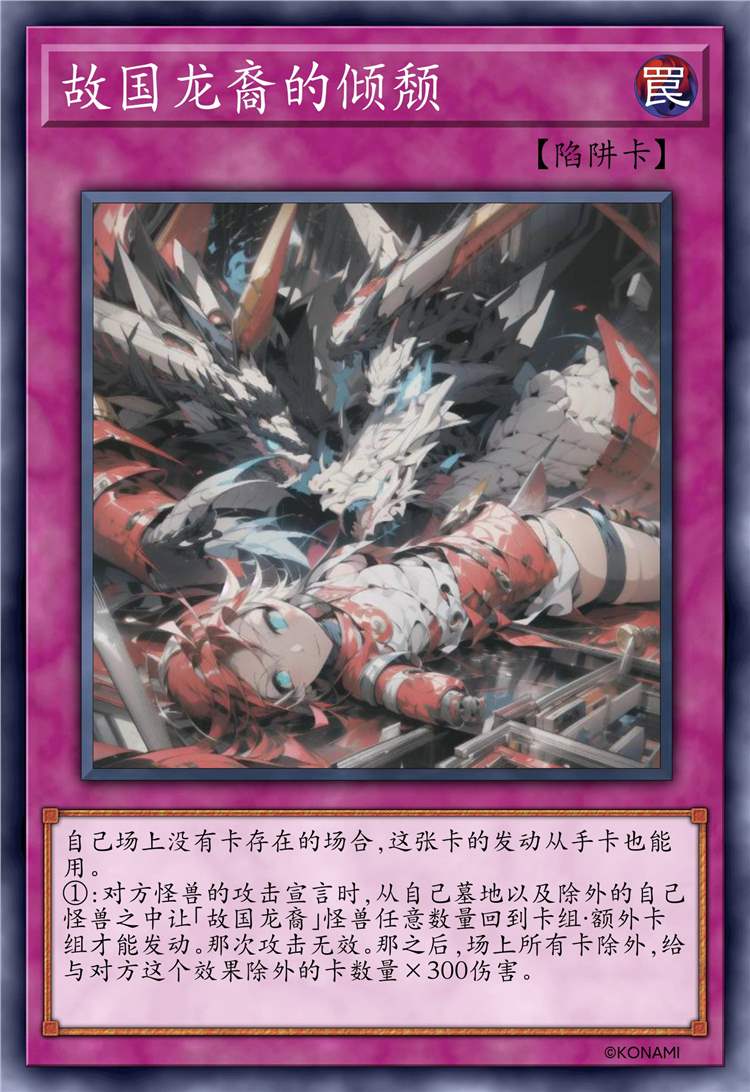 故国龙裔的倾颓
罠
【陷阱卡】
自己场上没有卡存在的场合,这张卡的发动从手卡也能
用。
①:对方怪兽的攻击宣言时,从自己墓地以及除外的自己
怪兽之中让「故国龙裔」怪兽任意数量回到卡组·额外卡
组才能发动。那次攻击无效。那之后,场上所有卡除外,给
与对方这个效果除外的卡数量×300伤害。
©KONAMI